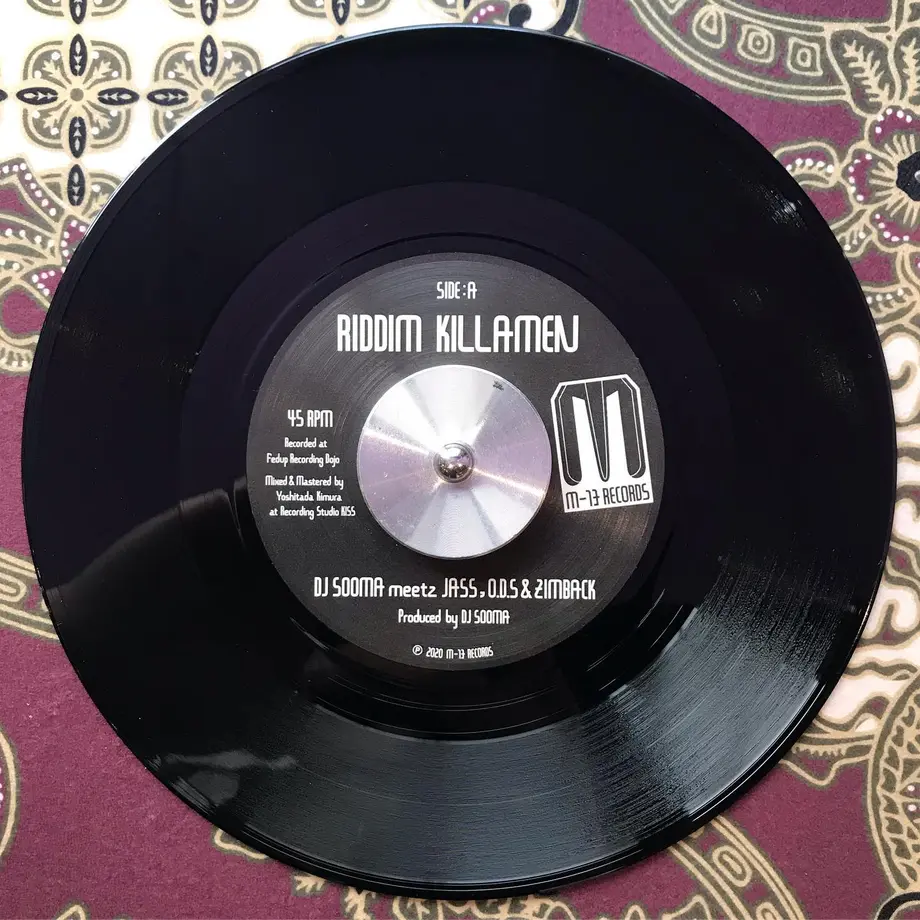 SIDE:A
RIDDIM KILLAMEN
45 RPM
Recorded at
Fedup Recording Dojo
Mixed & Mastered by
Yoshitada Kimura
at Recording Studio KISS
M-13 RECORDS
DJ SOOMA meetz JASS, O.D.S & ZIMBACK
Produced by DJ SOOMA
℗ 2020 M-13 RECORDS